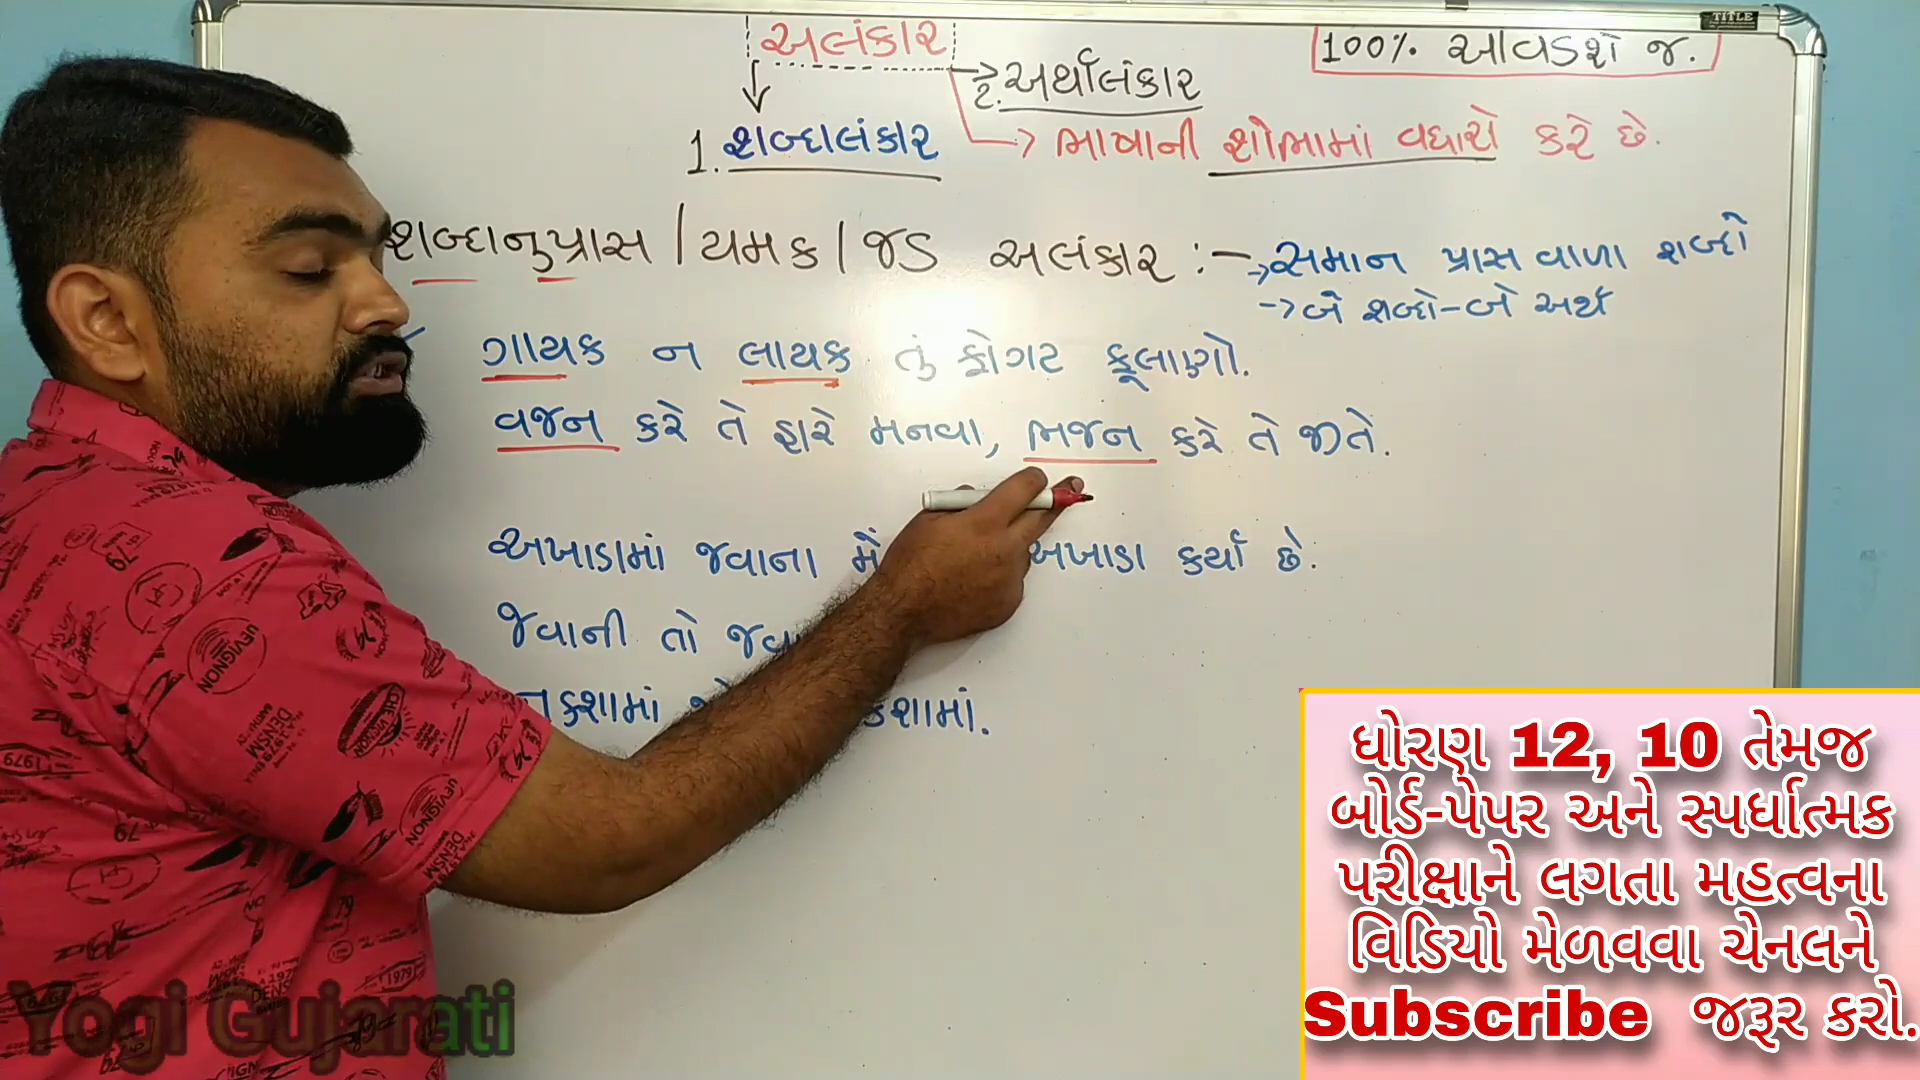 TITLE
અલંકાર
100% આવડશે જ.
2. અર્થાલંકાર
1. શબ્દાલંકાર
→ ભાષાની શોભામાં વધારો કરે છે.
શબ્દાનુપ્રાસ / યમક / જડ અલંકાર :- → સમાન પ્રાસ વાળા શબ્દો
→ બે શબ્દો - બે અર્થ
ગાયક ન લાયક તું ફોગટ ફૂલાણો.
વજન કરે તે હારે મનવા, ભજન કરે તે જીતે.
અખાડામાં જવાના મેં અખાડા કર્યા છે.
જવાની તો
ધોરણ 12, 10 તેમજ
બોર્ડ-પેપર અને સ્પર્ધાત્મક
પરીક્ષાને લગતા મહત્વના
વિડિયો મેળવવા ચેનલને
Subscribe જરૂર કરો.
Yogi Gujarati